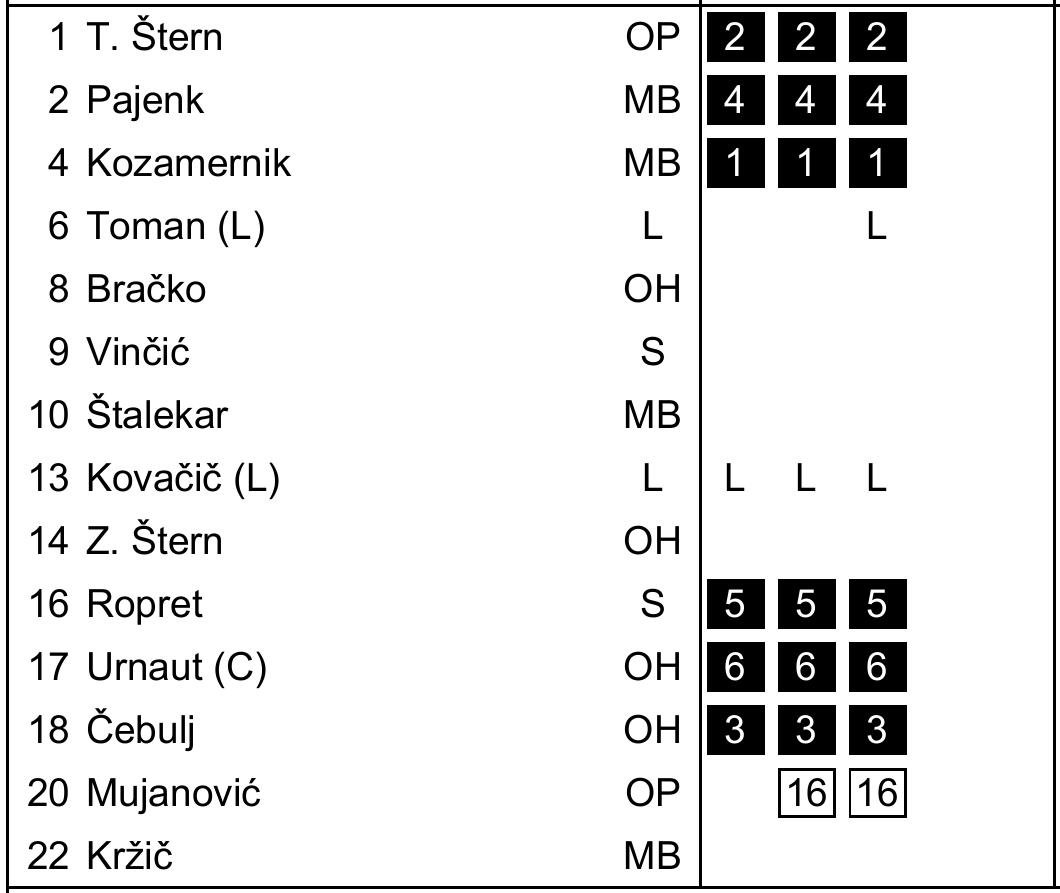 1 T. Štern OP 2 2 2
2 Pajenk MB 4 4 4
4 Kozamernik MB 1 1 1
6 Toman (L) L L
8 Bračko OH
9 Vinčić S
10 Štalekar MB
13 Kovačič (L) L L L L
14 Z. Štern OH
16 Ropret S 5 5 5
17 Urnaut (C) OH 6 6 6
18 Čebulj OH 3 3 3
20 Mujanović OP 16 16
22 Kržič MB